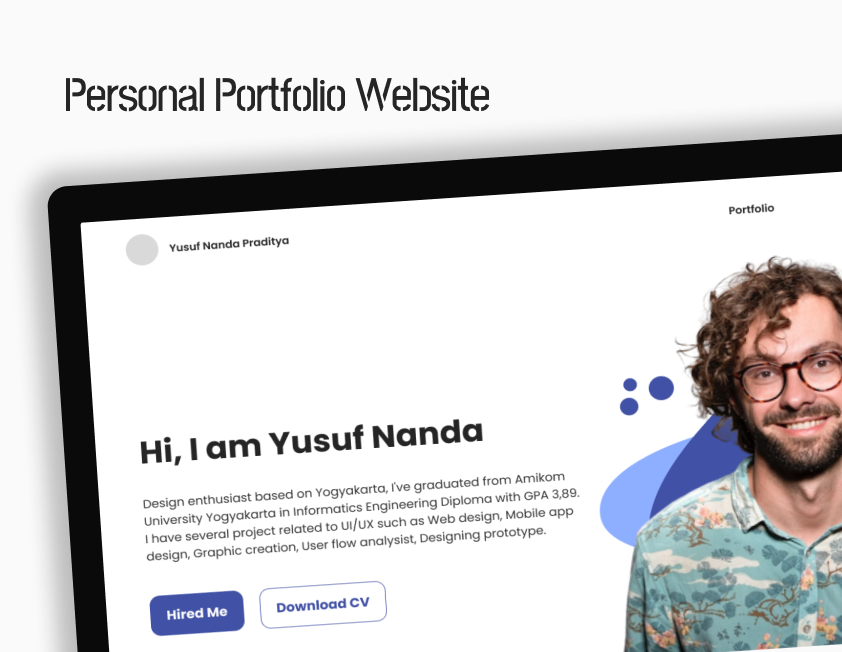 Personal Portfolio Website
Yusuf Nanda Praditya
Portfolio
Hi, I am Yusuf Nanda
Design enthusiast based on Yogyakarta, I've graduated from Amikom
University Yogyakarta in Informatics Engineering Diploma with GPA 3,89.
I have several project related to UI/UX such as Web design, Mobile app
design, Graphic creation, User flow analysist, Designing prototype.
Hired Me
Download CV